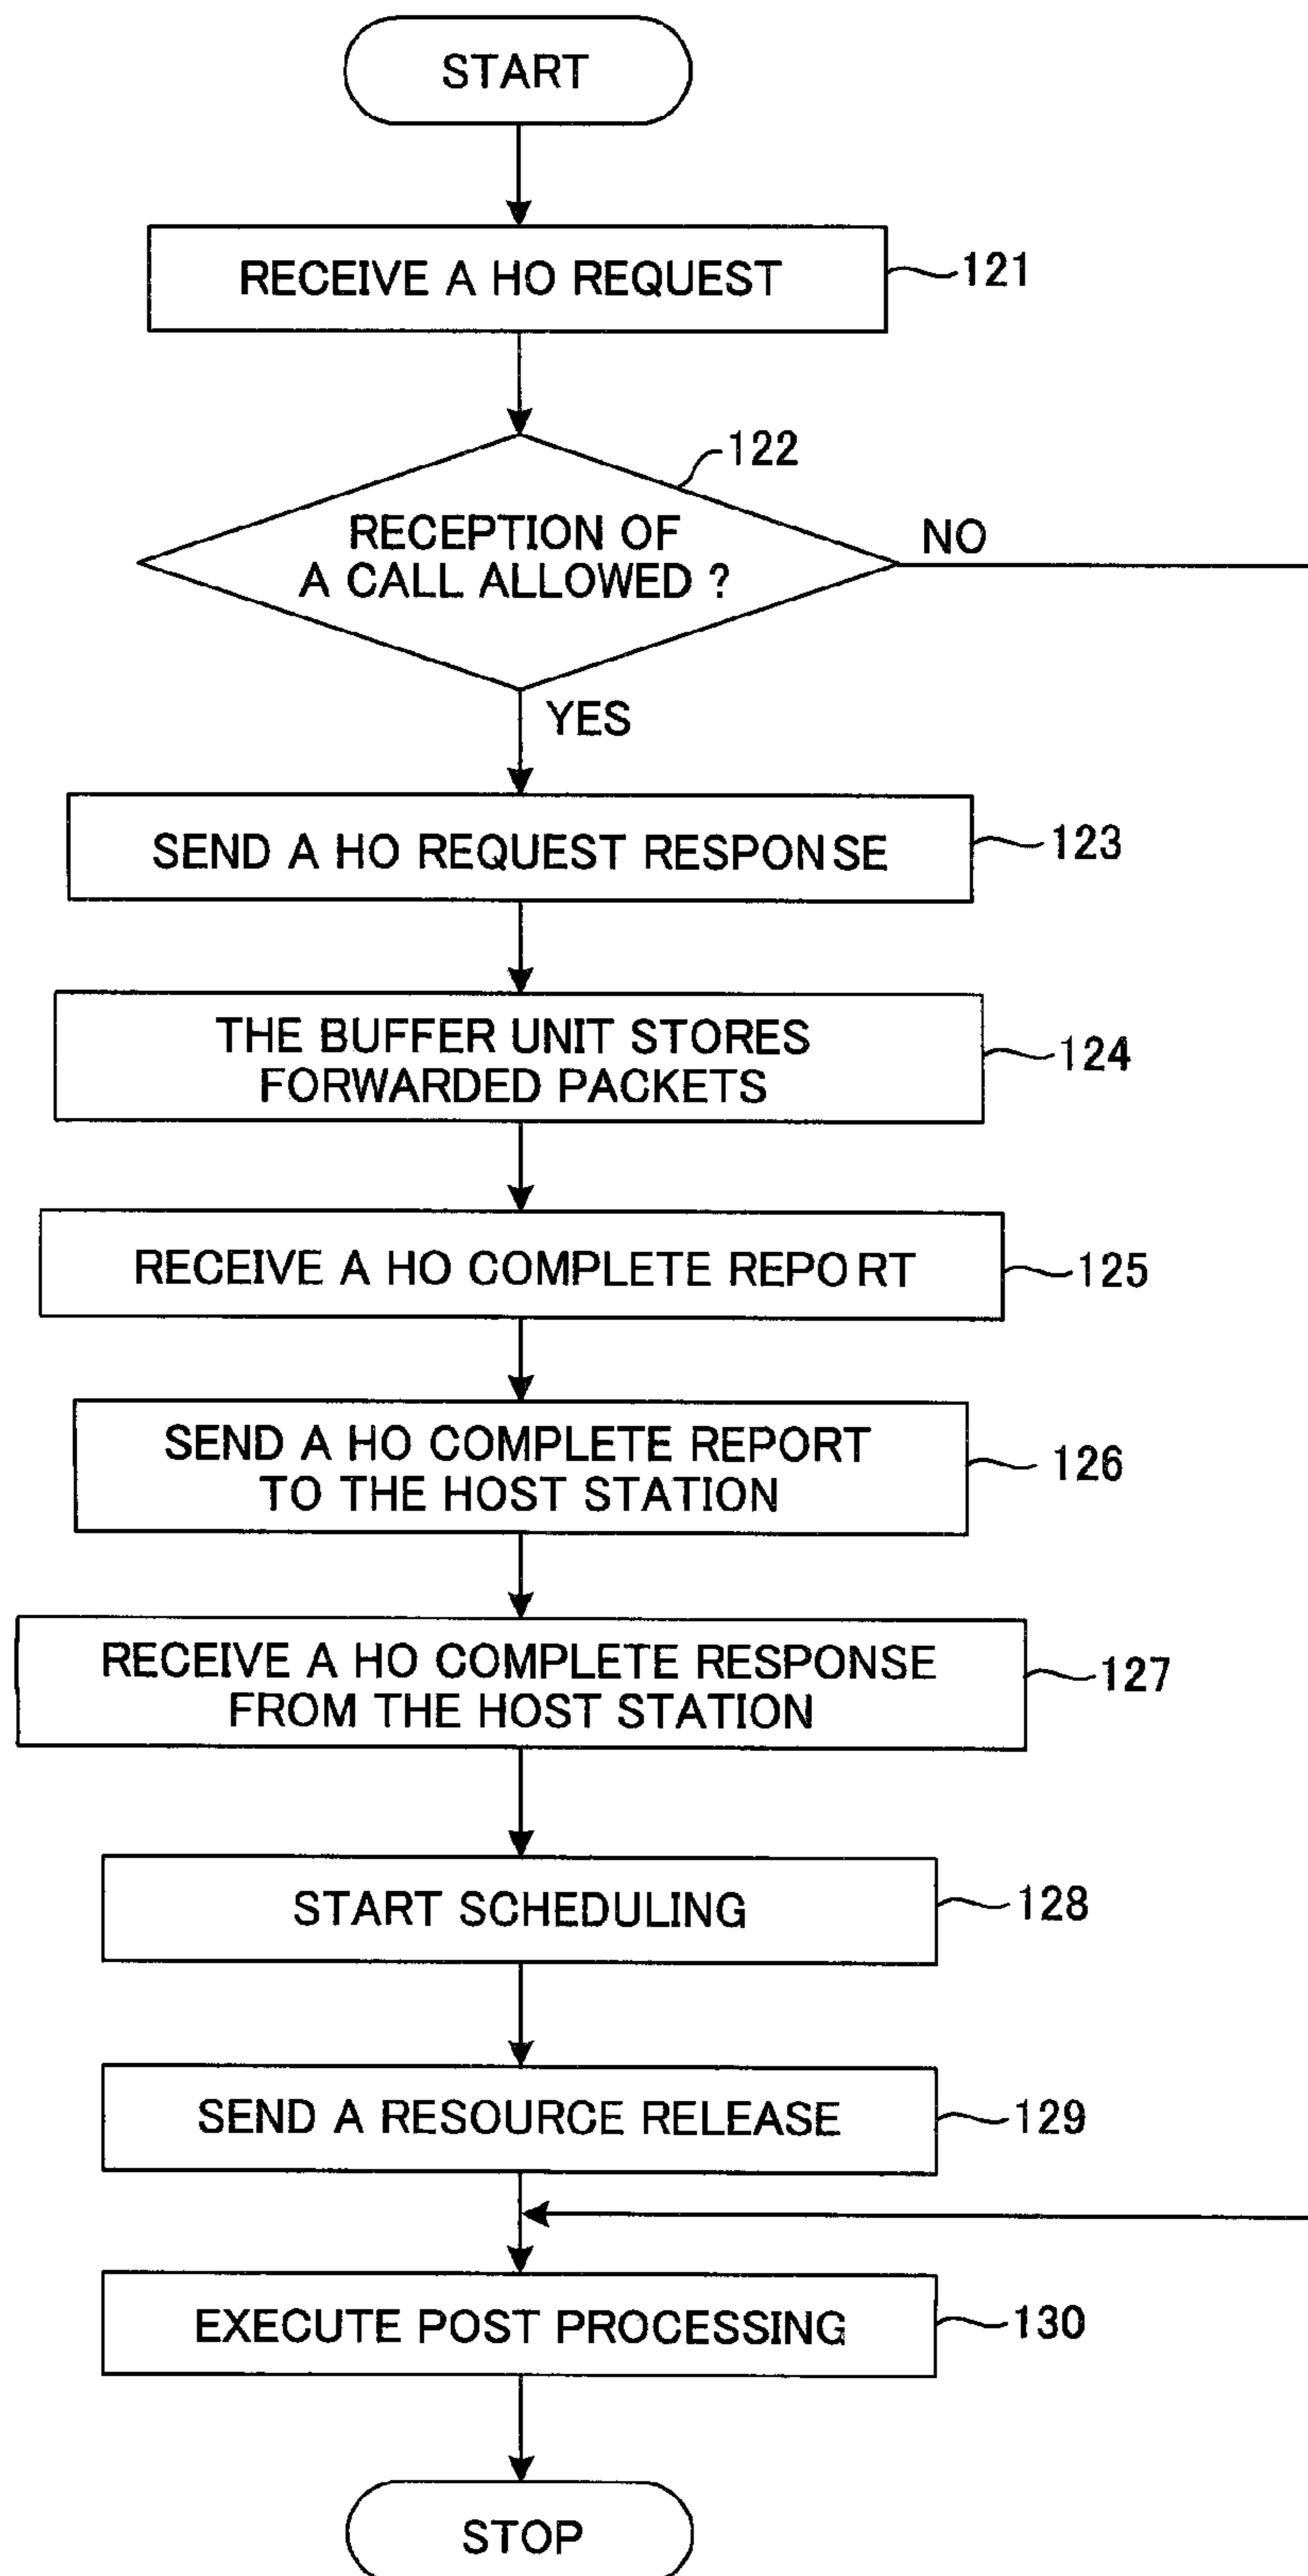 START
RECEIVE A HO REQUEST
121
122
RECEPTION OF
A CALL ALLOWED ?
NO
YES
SEND A HO REQUEST RESPONSE
123
THE BUFFER UNIT STORES
FORWARDED PACKETS
124
RECEIVE A HO COMPLETE REPORT
125
SEND A HO COMPLETE REPORT
TO THE HOST STATION
126
RECEIVE A HO COMPLETE RESPONSE
FROM THE HOST STATION
127
START SCHEDULING
128
SEND A RESOURCE RELEASE
129
EXECUTE POST PROCESSING
130
STOP